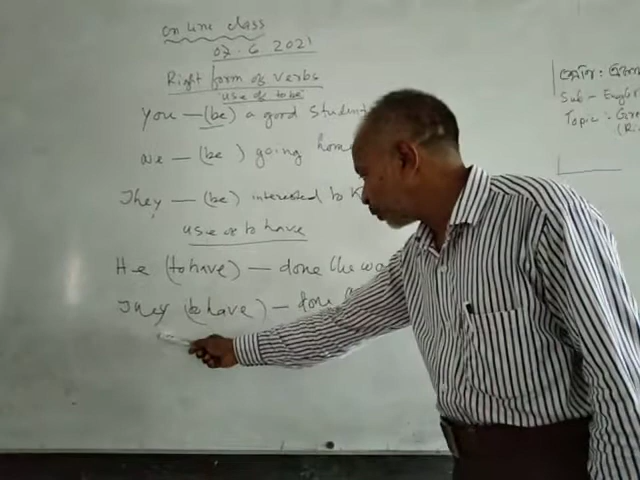 On line class
07.6 2021
Right form of verbs
use of to be
You — (be) a good student
We — (be) going home
They — (be) interested to
use of to have
He (to have) — done the
They (to have) — done
Sub - English
Topic: